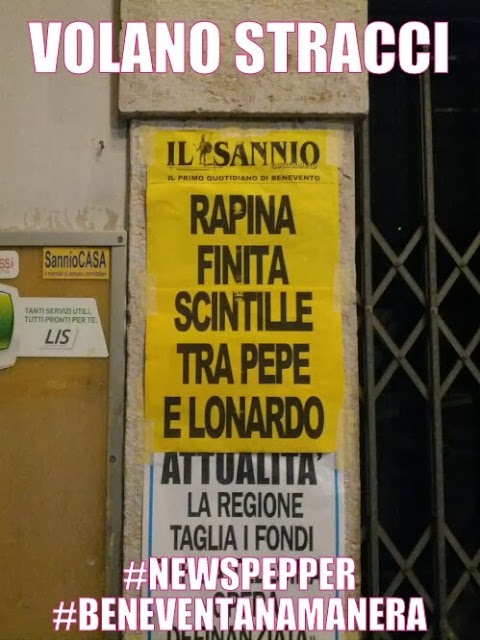 VOLANO STRACCI
IL SANNIO
IL PRIMO QUOTIDIANO DI BENEVENTO
RAPINA
FINITA
SCINTILLE
TRA PEPE
E LONARDO
SannioCASA
TANTI SERVIZI UTILI,
TUTTI PRONTI PER TE.
LIS
ATTUALITA'
LA REGIONE
TAGLIA I FONDI
#NEWSPEPPER
#BENEVENTANAMANERA